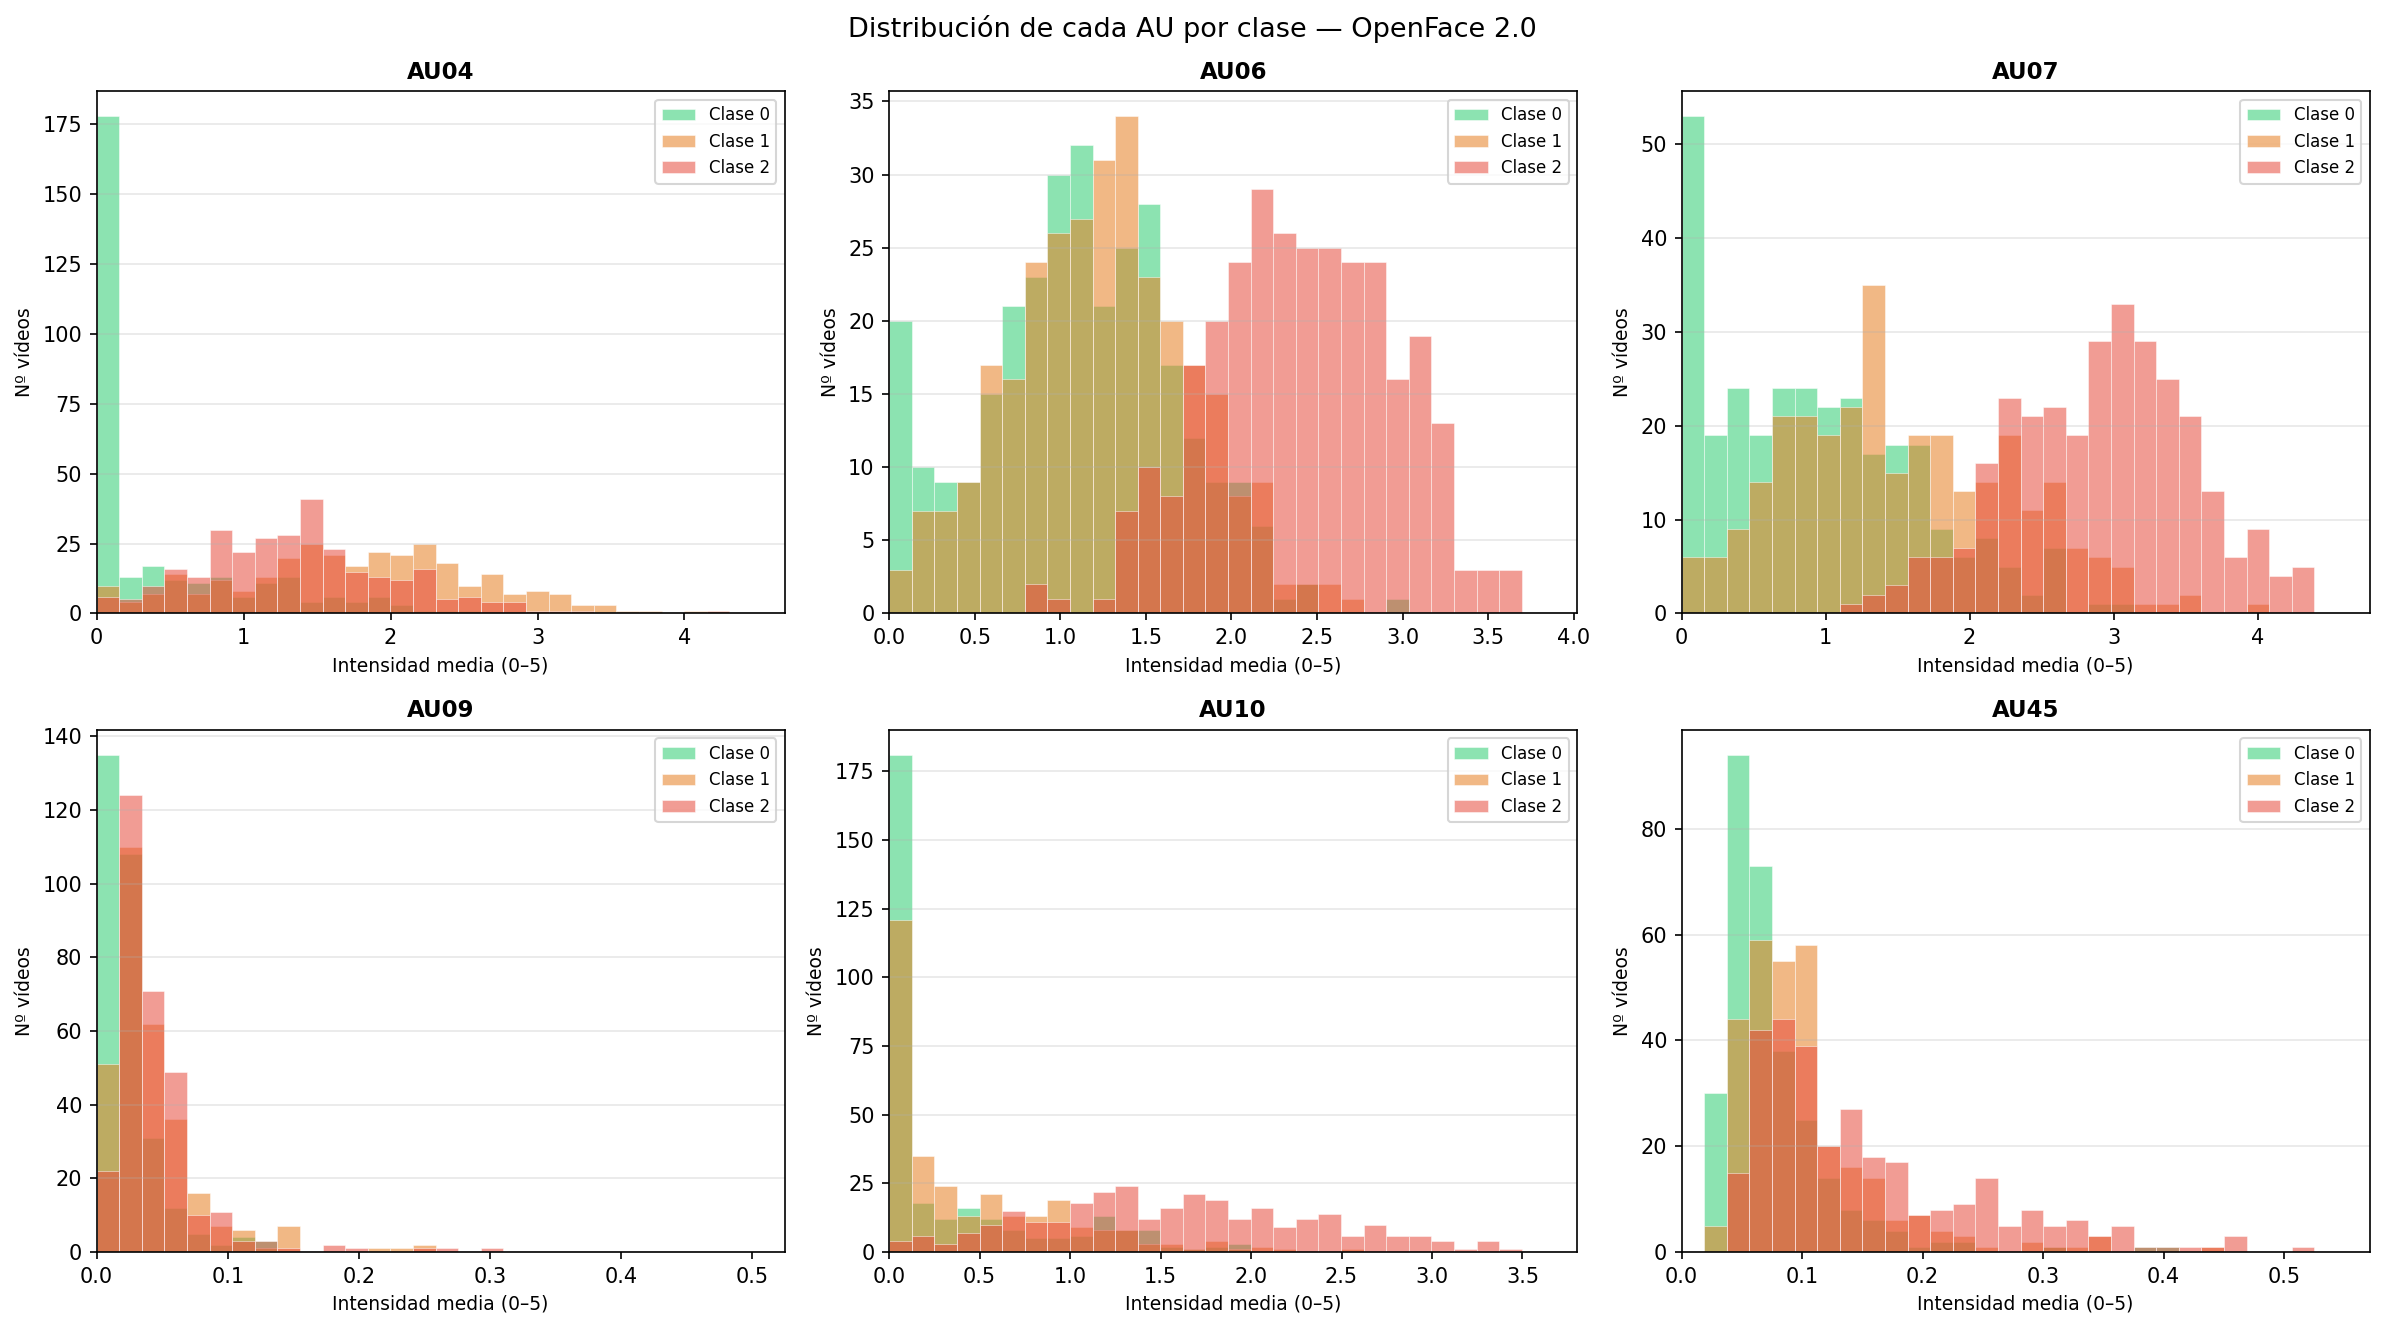 Distribución de cada AU por clase — OpenFace 2.0
AU04
Nº vídeos
175
150
125
100
75
50
25
0
0 1 2 3 4
Intensidad media (0–5)
Clase 0
Clase 1
Clase 2
AU06
Nº vídeos
35
30
25
20
15
10
5
0
0.0 0.5 1.0 1.5 2.0 2.5 3.0 3.5 4.0
Intensidad media (0–5)
Clase 0
Clase 1
Clase 2
AU07
Nº vídeos
50
40
30
20
10
0
0 1 2 3 4
Intensidad media (0–5)
Clase 0
Clase 1
Clase 2
AU09
Nº vídeos
140
120
100
80
60
40
20
0
0.0 0.1 0.2 0.3 0.4 0.5
Intensidad media (0–5)
Clase 0
Clase 1
Clase 2
AU10
Nº vídeos
175
150
125
100
75
50
25
0
0.0 0.5 1.0 1.5 2.0 2.5 3.0 3.5
Intensidad media (0–5)
Clase 0
Clase 1
Clase 2
AU45
Nº vídeos
80
60
40
20
0
0.0 0.1 0.2 0.3 0.4 0.5
Intensidad media (0–5)
Clase 0
Clase 1
Clase 2